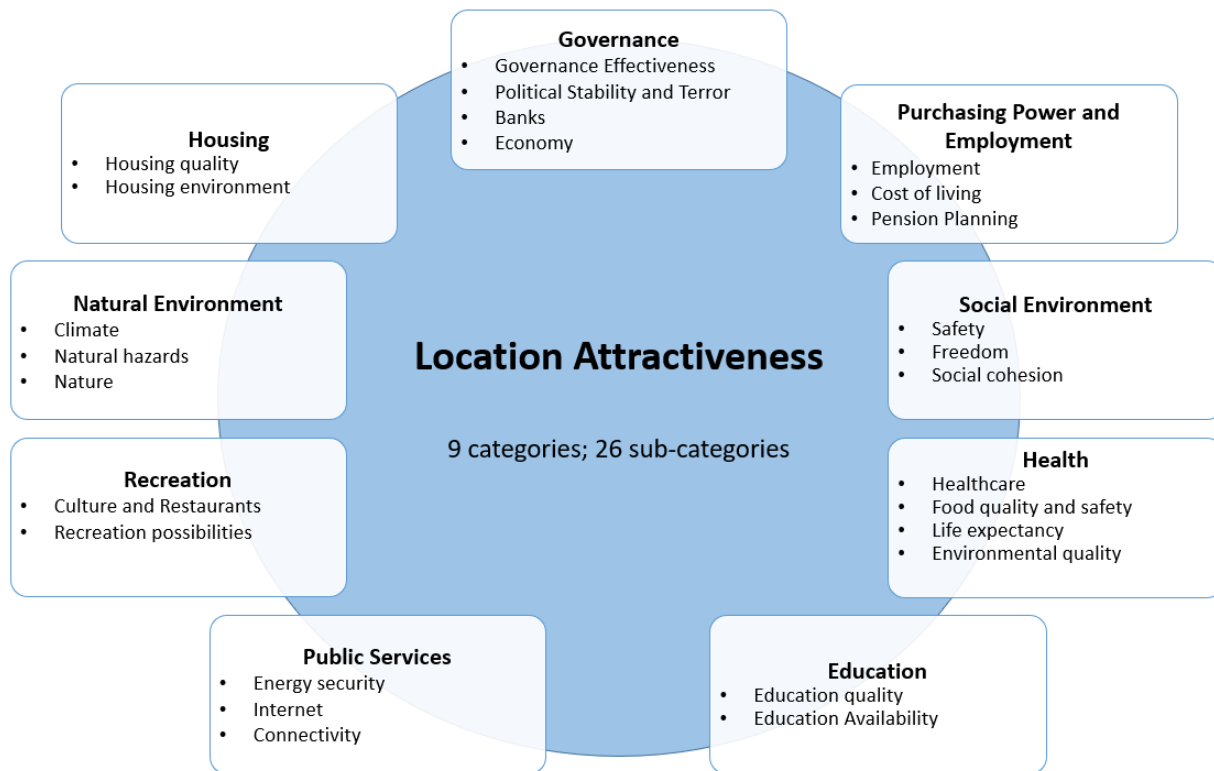 Governance
• Governance Effectiveness
• Political Stability and Terror
• Banks
• Economy
Purchasing Power and
Employment
• Employment
• Cost of living
• Pension Planning
Social Environment
• Safety
• Freedom
• Social cohesion
Health
• Healthcare
• Food quality and safety
• Life expectancy
• Environmental quality
Education
• Education quality
• Education Availability
Public Services
• Energy security
• Internet
• Connectivity
Recreation
• Culture and Restaurants
• Recreation possibilities
Natural Environment
• Climate
• Natural hazards
• Nature
Housing
• Housing quality
• Housing environment
Location Attractiveness
9 categories; 26 sub-categories